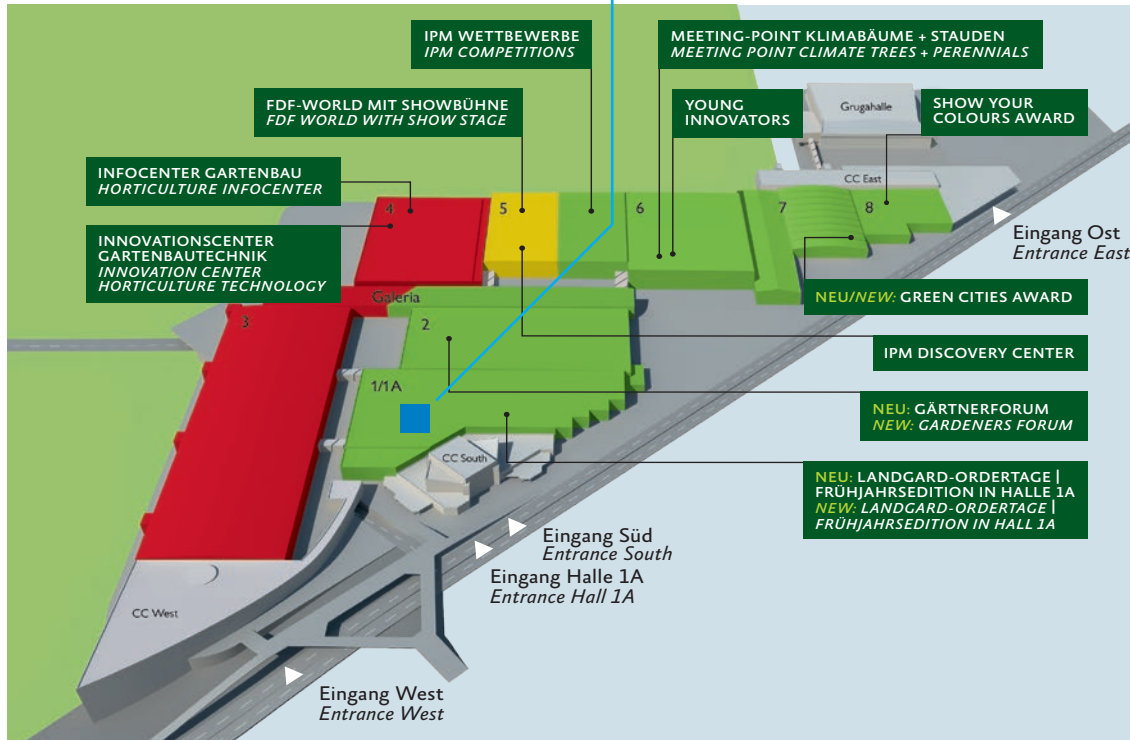 IPM WETTBEWERBE
IPM COMPETITIONS
MEETING-POINT KLIMABÄUME + STAUDEN
MEETING POINT CLIMATE TREES + PERENNIALS
FDF-WORLD MIT SHOWBÜHNE
FDF WORLD WITH SHOW STAGE
YOUNG
INNOVATORS
Grugahalle
SHOW YOUR
COLOURS AWARD
INFOCENTER GARTENBAU
HORTICULTURE INFOCENTER
CC East
4
5
6
7
8
INNOVATIONSCENTER
GARTENBAUTECHNIK
INNOVATION CENTER
HORTICULTURE TECHNOLOGY
Eingang Ost
Entrance East
Galeria
NEU/NEW: GREEN CITIES AWARD
3
2
IPM DISCOVERY CENTER
1/1A
NEU: GÄRTNERFORUM
NEW: GARDENERS FORUM
CC South
NEU: LANDGARD-ORDERTAGE |
FRÜHJAHRSEDITION IN HALLE 1A
NEW: LANDGARD-ORDERTAGE |
FRÜHJAHRSEDITION IN HALL 1A
Eingang Süd
Entrance South
Eingang Halle 1A
Entrance Hall 1A
CC West
Eingang West
Entrance West